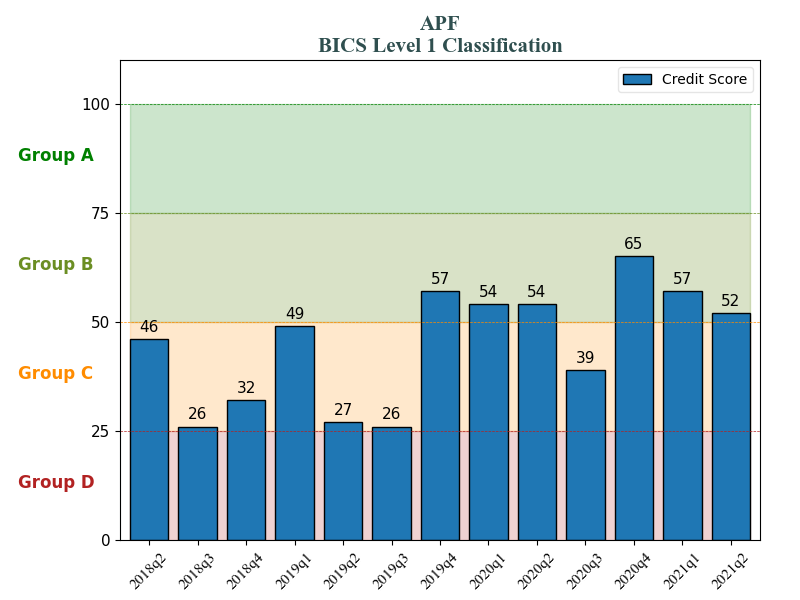 APF
BICS Level 1 Classification
Credit Score
100
Group A
75
Group B
65
57
57
54
54
52
50
49
46
Group C
39
32
27
26
26
25
Group D
0
2018q2
2018q3
2018q4
2019q1
2019q2
2019q3
2019q4
2020q1
2020q2
2020q3
2020q4
2021q1
2021q2